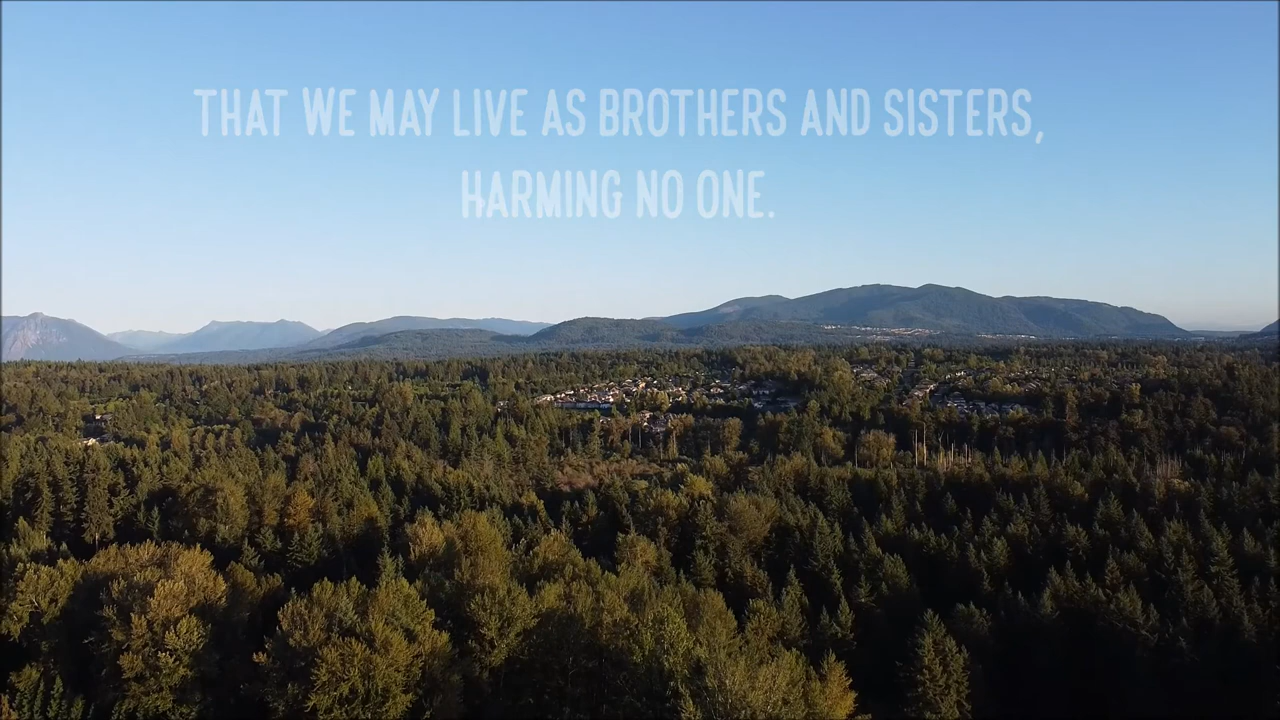 THAT WE MAY LIVE AS BROTHERS AND SISTERS,
HARMING NO ONE.